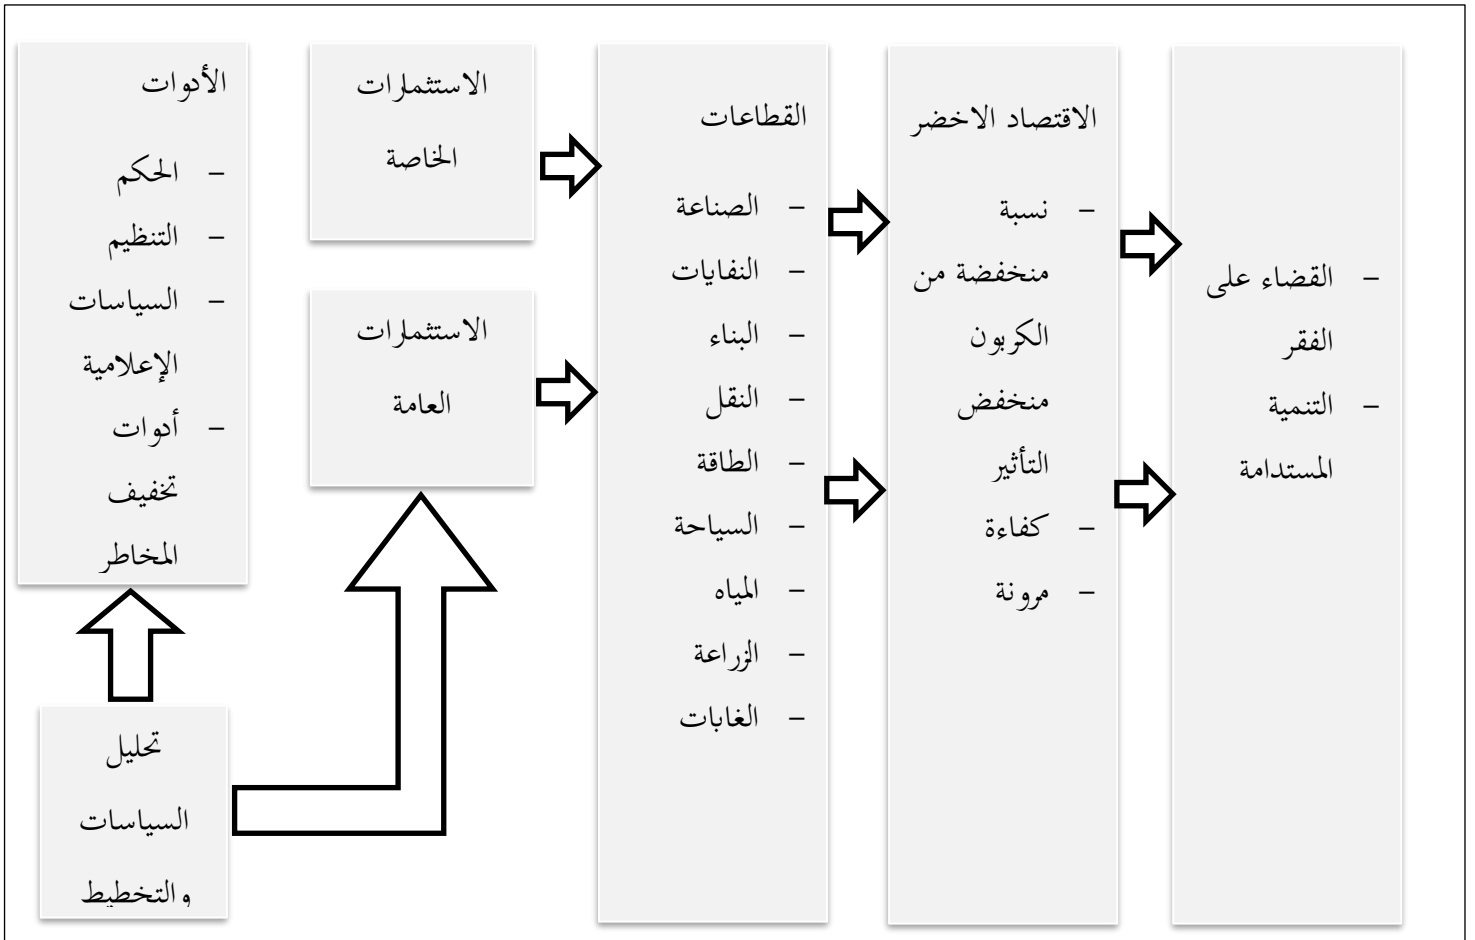 الأدوات
– الحكم
– التنظيم
– السياسات
الإعلامية
– أدوات
تخفيف
المخاطر
تحليل
السياسات
والتخطيط
الاستثمارات
الخاصة
الاستثمارات
العامة
القطاعات
– الصناعة
– النفايات
– البناء
– النقل
– الطاقة
– السياحة
– المياه
– الزراعة
– الغابات
الاقتصاد الاخضر
– نسبة
منخفضة من
الكربون
منخفض
التأثير
– كفاءة
– مرونة
– القضاء على
الفقر
– التنمية
المستدامة